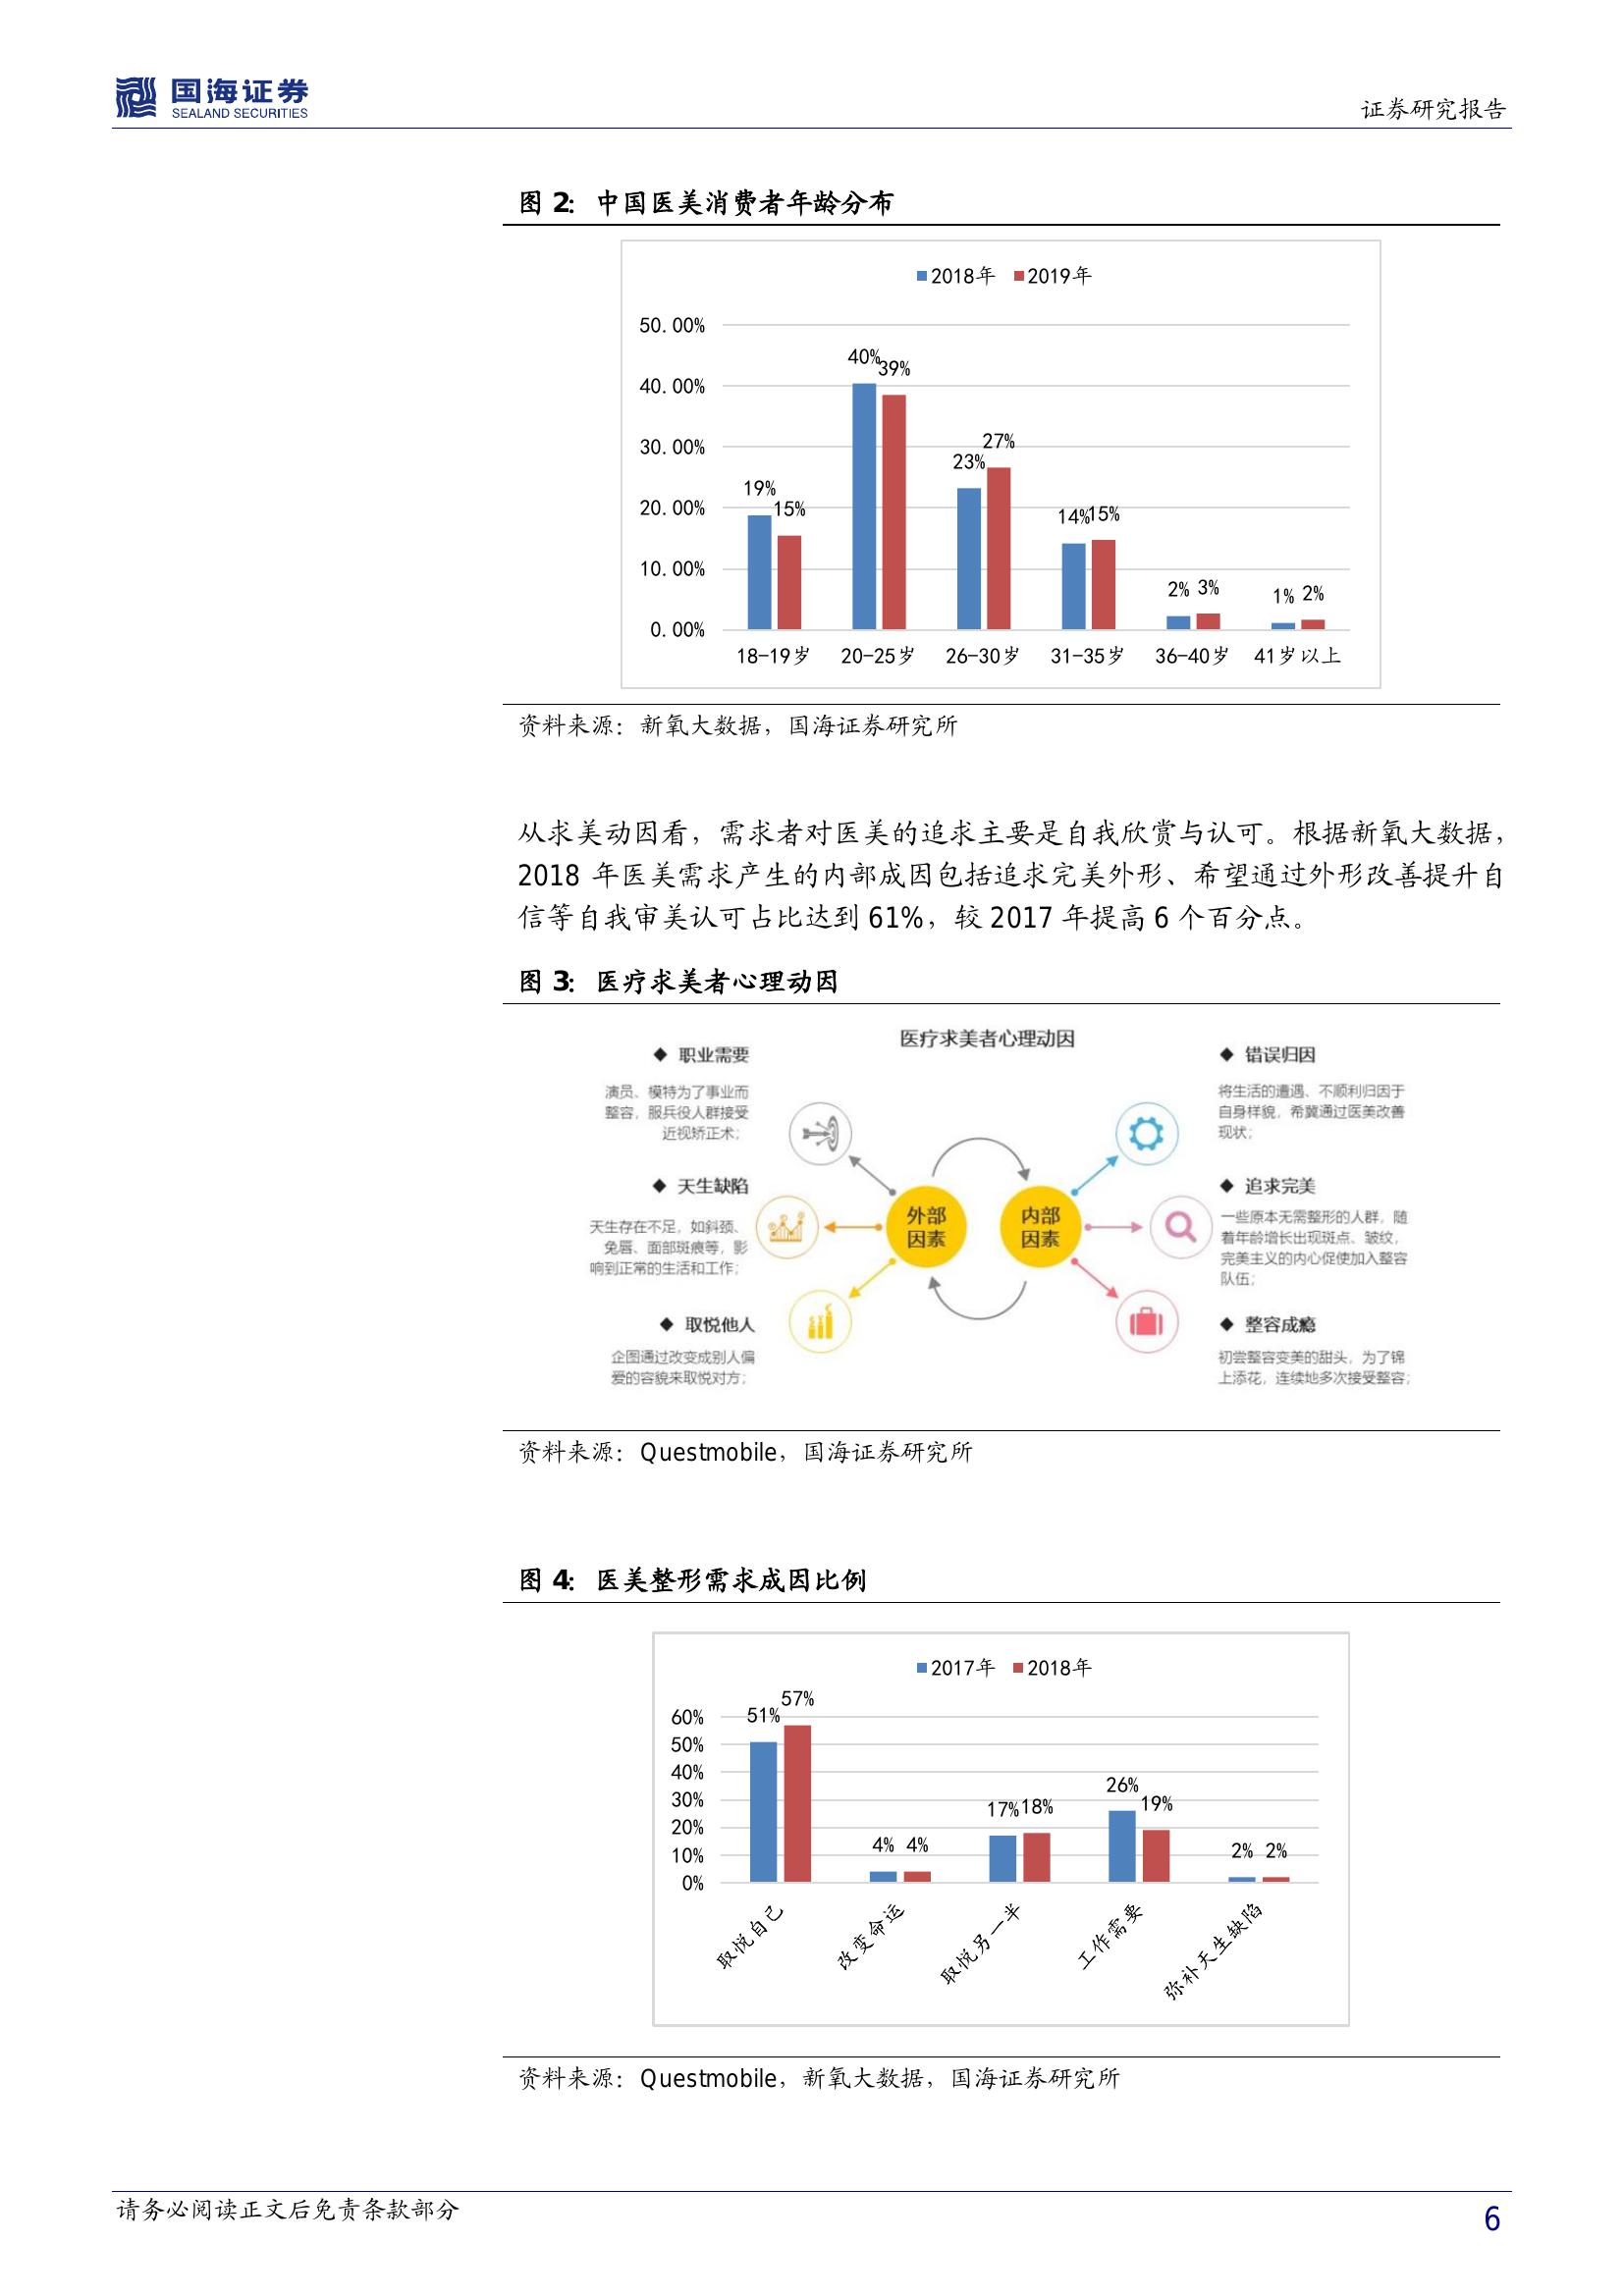 国海证券
SEALAND SECURITIES
证券研究报告
图 2：中国医美消费者年龄分布
2018年 2019年
50.00%
40.00%
30.00%
20.00%
10.00%
0.00%
19% 15%
40% 39%
23% 27%
14% 15%
2% 3%
1% 2%
18-19岁 20-25岁 26-30岁 31-35岁 36-40岁 41岁以上
资料来源：新氧大数据，国海证券研究所
从求美动因看，需求者对医美的追求主要是自我欣赏与认可。根据新氧大数据，
2018 年医美需求产生的内部成因包括追求完美外形、希望通过外形改善提升自
信等自我审美认可占比达到 61%，较 2017 年提高 6 个百分点。
图 3：医疗求美者心理动因
医疗求美者心理动因
◆ 职业需要
演员、模特为了事业而
整容，服兵役人群接受
近视矫正术；
◆ 天生缺陷
天生存在不足，如斜颈、
兔唇、面部斑痕等，影
响到正常的生活和工作；
◆ 取悦他人
企图通过改变成别人偏
爱的容貌来取悦对方；
外部
因素
内部
因素
◆ 错误归因
将生活的遭遇、不顺利归因于
自身样貌，希冀通过医美改善
现状；
◆ 追求完美
一些原本无需整形的人群，随
着年龄增长出现斑点、皱纹，
完美主义的内心促使加入整容
队伍；
◆ 整容成瘾
初尝整容变美的甜头，为了锦
上添花，连续地多次接受整容；
资料来源：Questmobile，国海证券研究所
图 4：医美整形需求成因比例
2017年 2018年
60%
50%
40%
30%
20%
10%
0%
51% 57%
4% 4%
17% 18%
26% 19%
2% 2%
取悦自己
改变命运
取悦另一半
工作需要
弥补天生缺陷
资料来源：Questmobile，新氧大数据，国海证券研究所
请务必阅读正文后免责条款部分
6